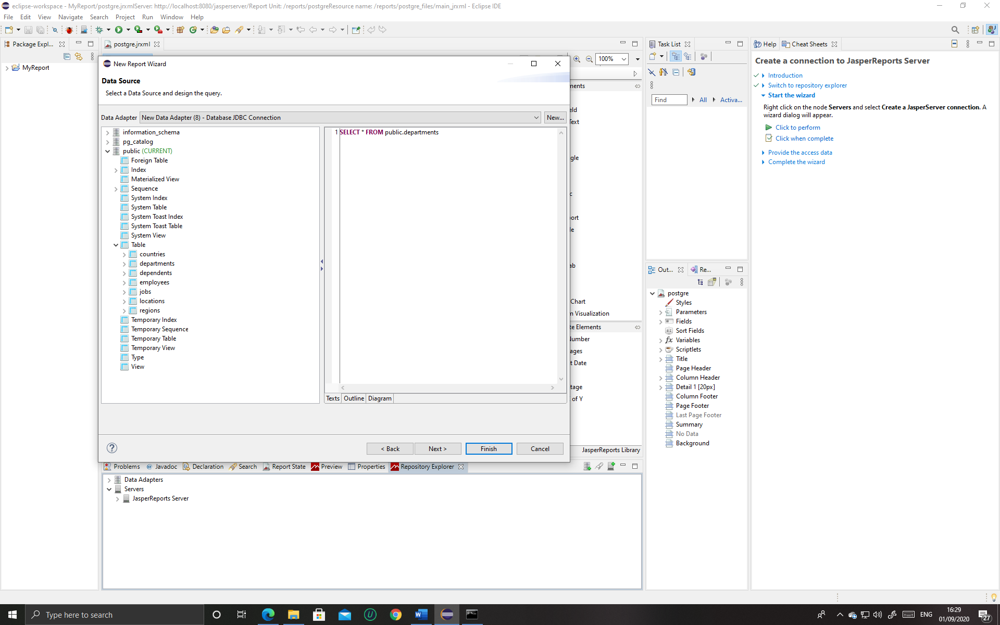 eclipse-workspace - MyReport/postgre.jrxmlServer: http://localhost:8080/jasperserver/Report Unit: /reports/postgreResource name: /reports/postgre_files/main_jrxml - Eclipse IDE
File Edit View Navigate Search Project Run Window Help
Package Expl...
MyReport
postgre.jrxml
100%
New Report Wizard
Data Source
Select a Data Source and design the query.
Data Adapter New Data Adapter (8) - Database JDBC Connection New...
information_schema
pg_catalog
public (CURRENT)
Foreign Table
Index
Materialized View
Sequence
System Index
System Table
System Toast Index
System Toast Table
System View
Table
countries
departments
dependents
employees
jobs
locations
regions
Temporary Index
Temporary Sequence
Temporary Table
Temporary View
Type
View
1 SELECT * FROM public.departments
Texts Outline Diagram
< Back Next > Finish Cancel
ments
eld
Text
gle
c
ort
le
ab
Chart
m Visualization
te Elements
Number
ages
t Date
tage
of Y
JasperReports Library
Problems @ Javadoc Declaration Search Report State Preview Properties Repository Explorer
Data Adapters
Servers
JasperReports Server
Task List
Find All Activa...
Out... Re...
postgre
Styles
Parameters
Fields
Sort Fields
Variables
Scriptlets
Title
Page Header
Column Header
Detail 1 [20px]
Column Footer
Page Footer
Last Page Footer
Summary
No Data
Background
Help Cheat Sheets
Create a connection to JasperReports Server
Introduction
Switch to repository explorer
Start the wizard
Right click on the node Servers and select Create a JasperServer connection. A
wizard dialog will appear.
Click to perform
Click when complete
Provide the access data
Complete the wizard
Type here to search
ENG
16:29
01/09/2020
27